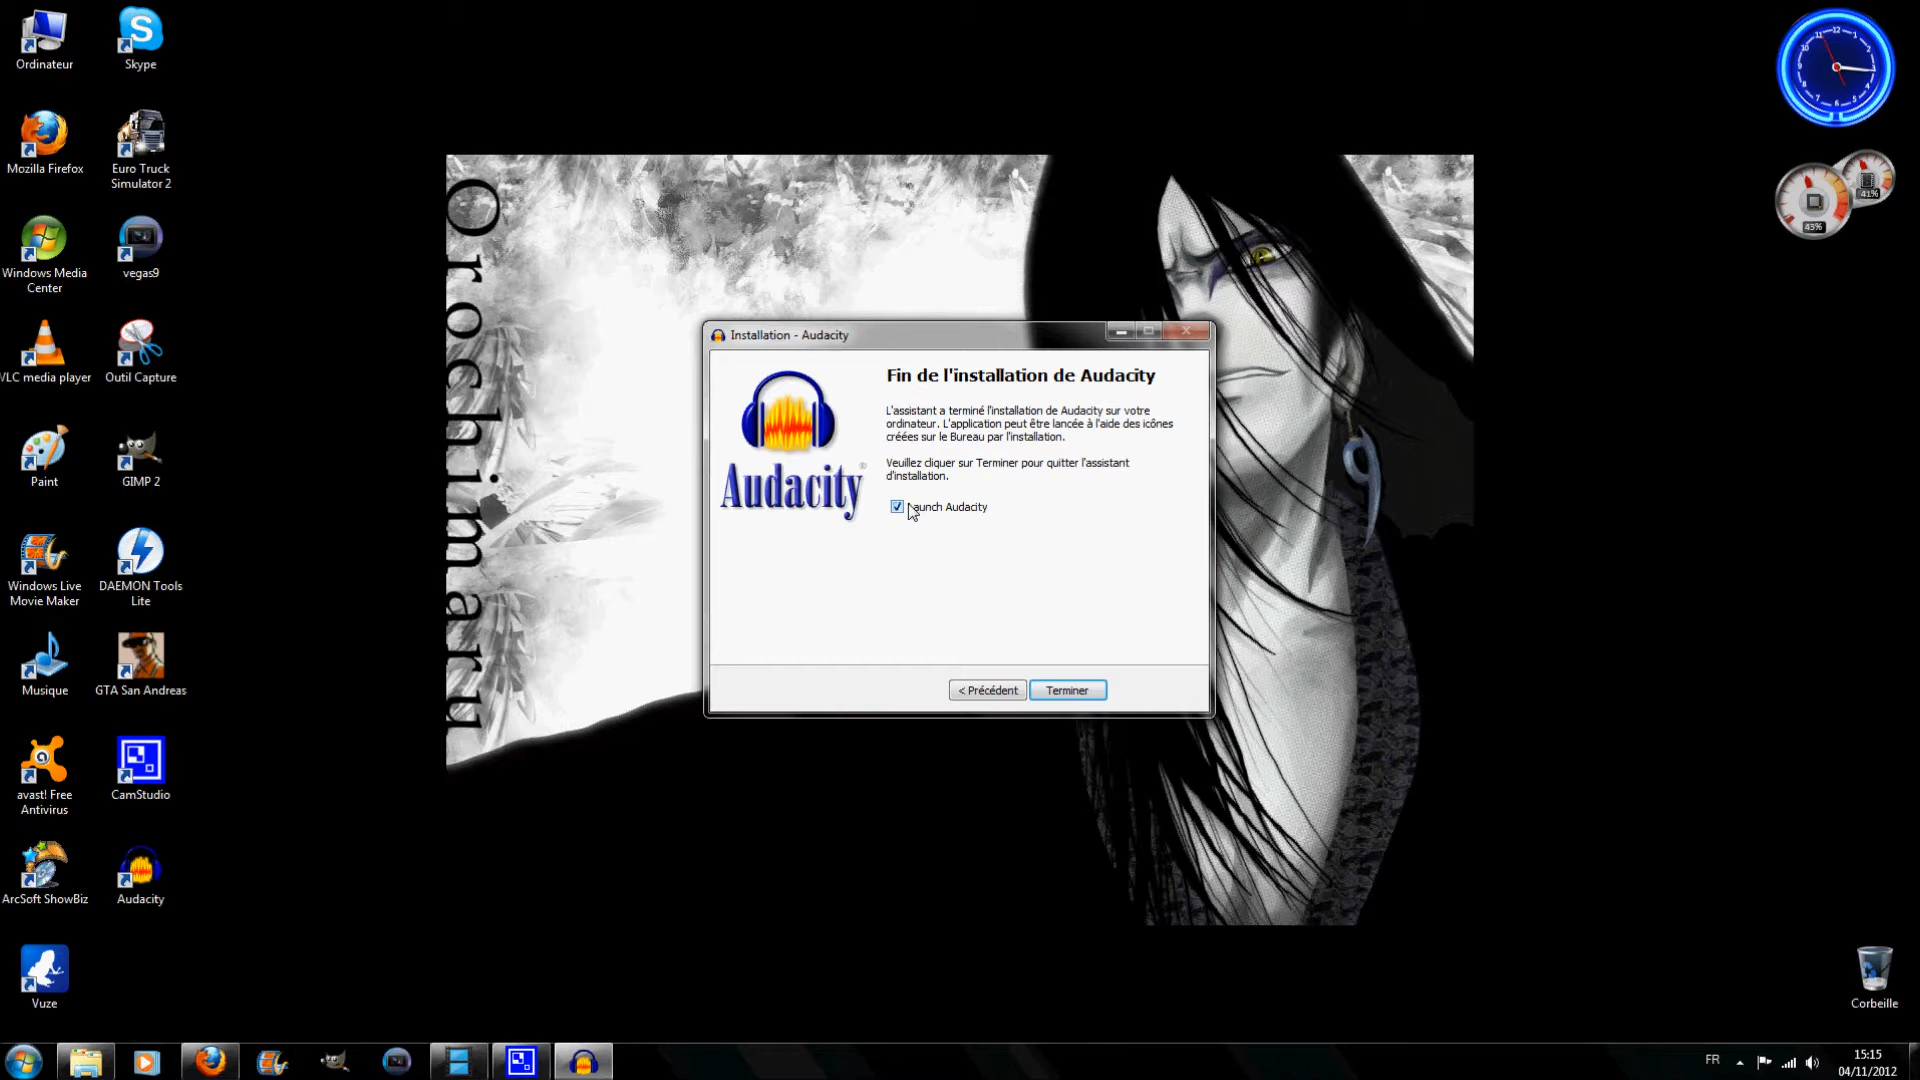 Ordinateur
Skype
Mozilla Firefox
Euro Truck
Simulator 2
Windows Media
Center
vegas9
VLC media player
Outil Capture
Paint
GIMP 2
Windows Live
Movie Maker
DAEMON Tools
Lite
Musique
GTA San Andreas
avast! Free
Antivirus
CamStudio
ArcSoft ShowBiz
Audacity
Vuze
Orochimaru
Installation - Audacity
Audacity
Fin de l'installation de Audacity
L'assistant a terminé l'installation de Audacity sur votre
ordinateur. L'application peut être lancée à l'aide des icônes
créées sur le Bureau par l'installation.
Veuillez cliquer sur Terminer pour quitter l'assistant
d'installation.
Launch Audacity
< Précédent
Terminer
43%
41%
Corbeille
FR
15:15
04/11/2012